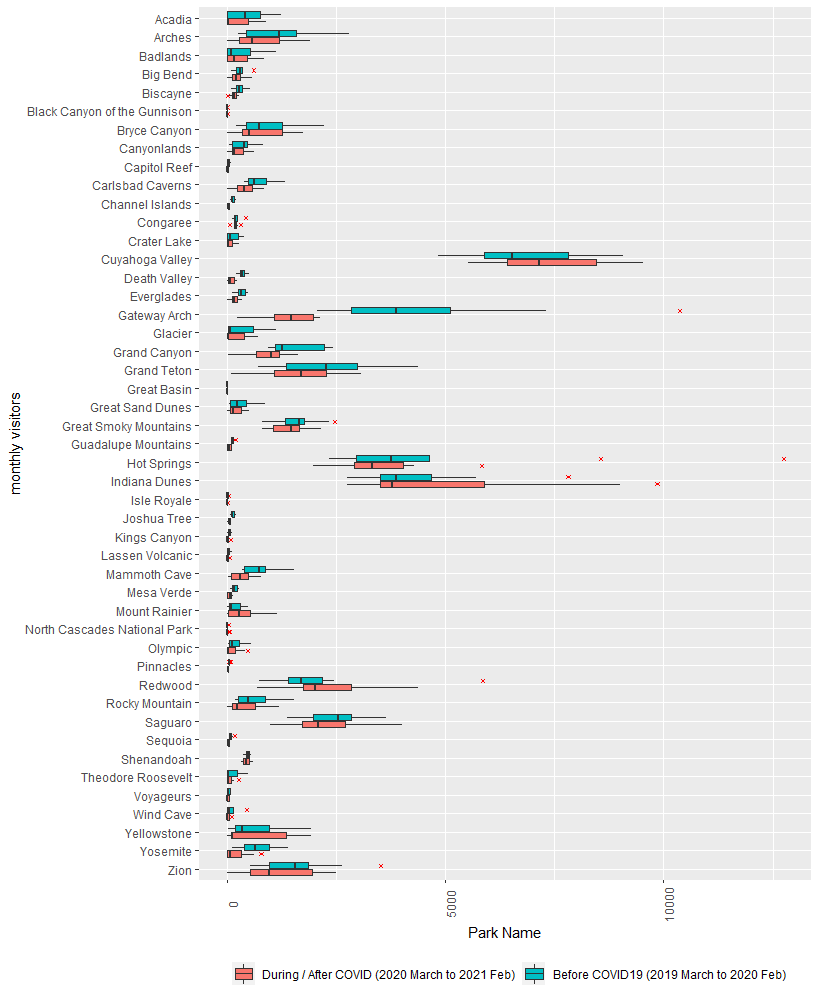 Acadia
Arches
Badlands
Big Bend
Biscayne
Black Canyon of the Gunnison
Bryce Canyon
Canyonlands
Capitol Reef
Carlsbad Caverns
Channel Islands
Congaree
Crater Lake
Cuyahoga Valley
Death Valley
Everglades
Gateway Arch
Glacier
Grand Canyon
Grand Teton
Great Basin
Great Sand Dunes
Great Smoky Mountains
Guadalupe Mountains
Hot Springs
Indiana Dunes
Isle Royale
Joshua Tree
Kings Canyon
Lassen Volcanic
Mammoth Cave
Mesa Verde
Mount Rainier
North Cascades National Park
Olympic
Pinnacles
Redwood
Rocky Mountain
Saguaro
Sequoia
Shenandoah
Theodore Roosevelt
Voyageurs
Wind Cave
Yellowstone
Yosemite
Zion
monthly visitors
0
5000
10000
Park Name
During / After COVID (2020 March to 2021 Feb)
Before COVID19 (2019 March to 2020 Feb)